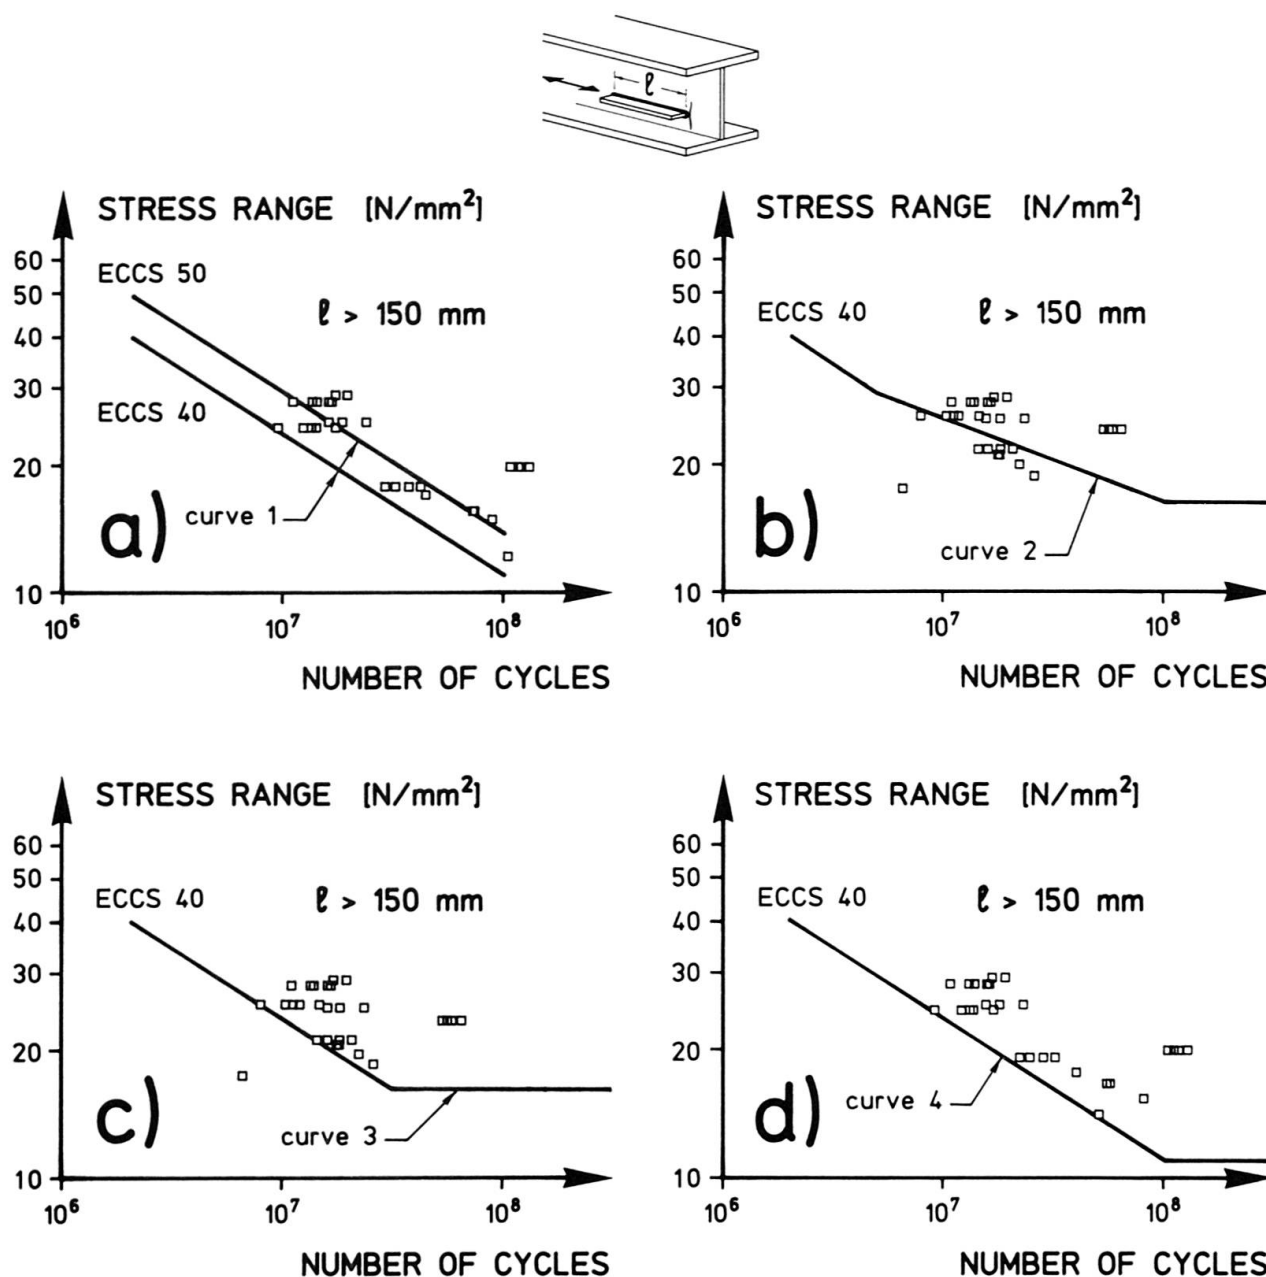 ℓ
STRESS RANGE [N/mm²]
60
50
40
30
20
10
ECCS 50
ℓ > 150 mm
ECCS 40
curve 1
a)
10⁶ 10⁷ 10⁸
NUMBER OF CYCLES
STRESS RANGE [N/mm²]
60
50
40
30
20
10
ECCS 40
ℓ > 150 mm
curve 2
b)
10⁶ 10⁷ 10⁸
NUMBER OF CYCLES
STRESS RANGE [N/mm²]
60
50
40
30
20
10
ECCS 40
ℓ > 150 mm
curve 3
c)
10⁶ 10⁷ 10⁸
NUMBER OF CYCLES
STRESS RANGE [N/mm²]
60
50
40
30
20
10
ECCS 40
ℓ > 150 mm
curve 4
d)
10⁶ 10⁷ 10⁸
NUMBER OF CYCLES